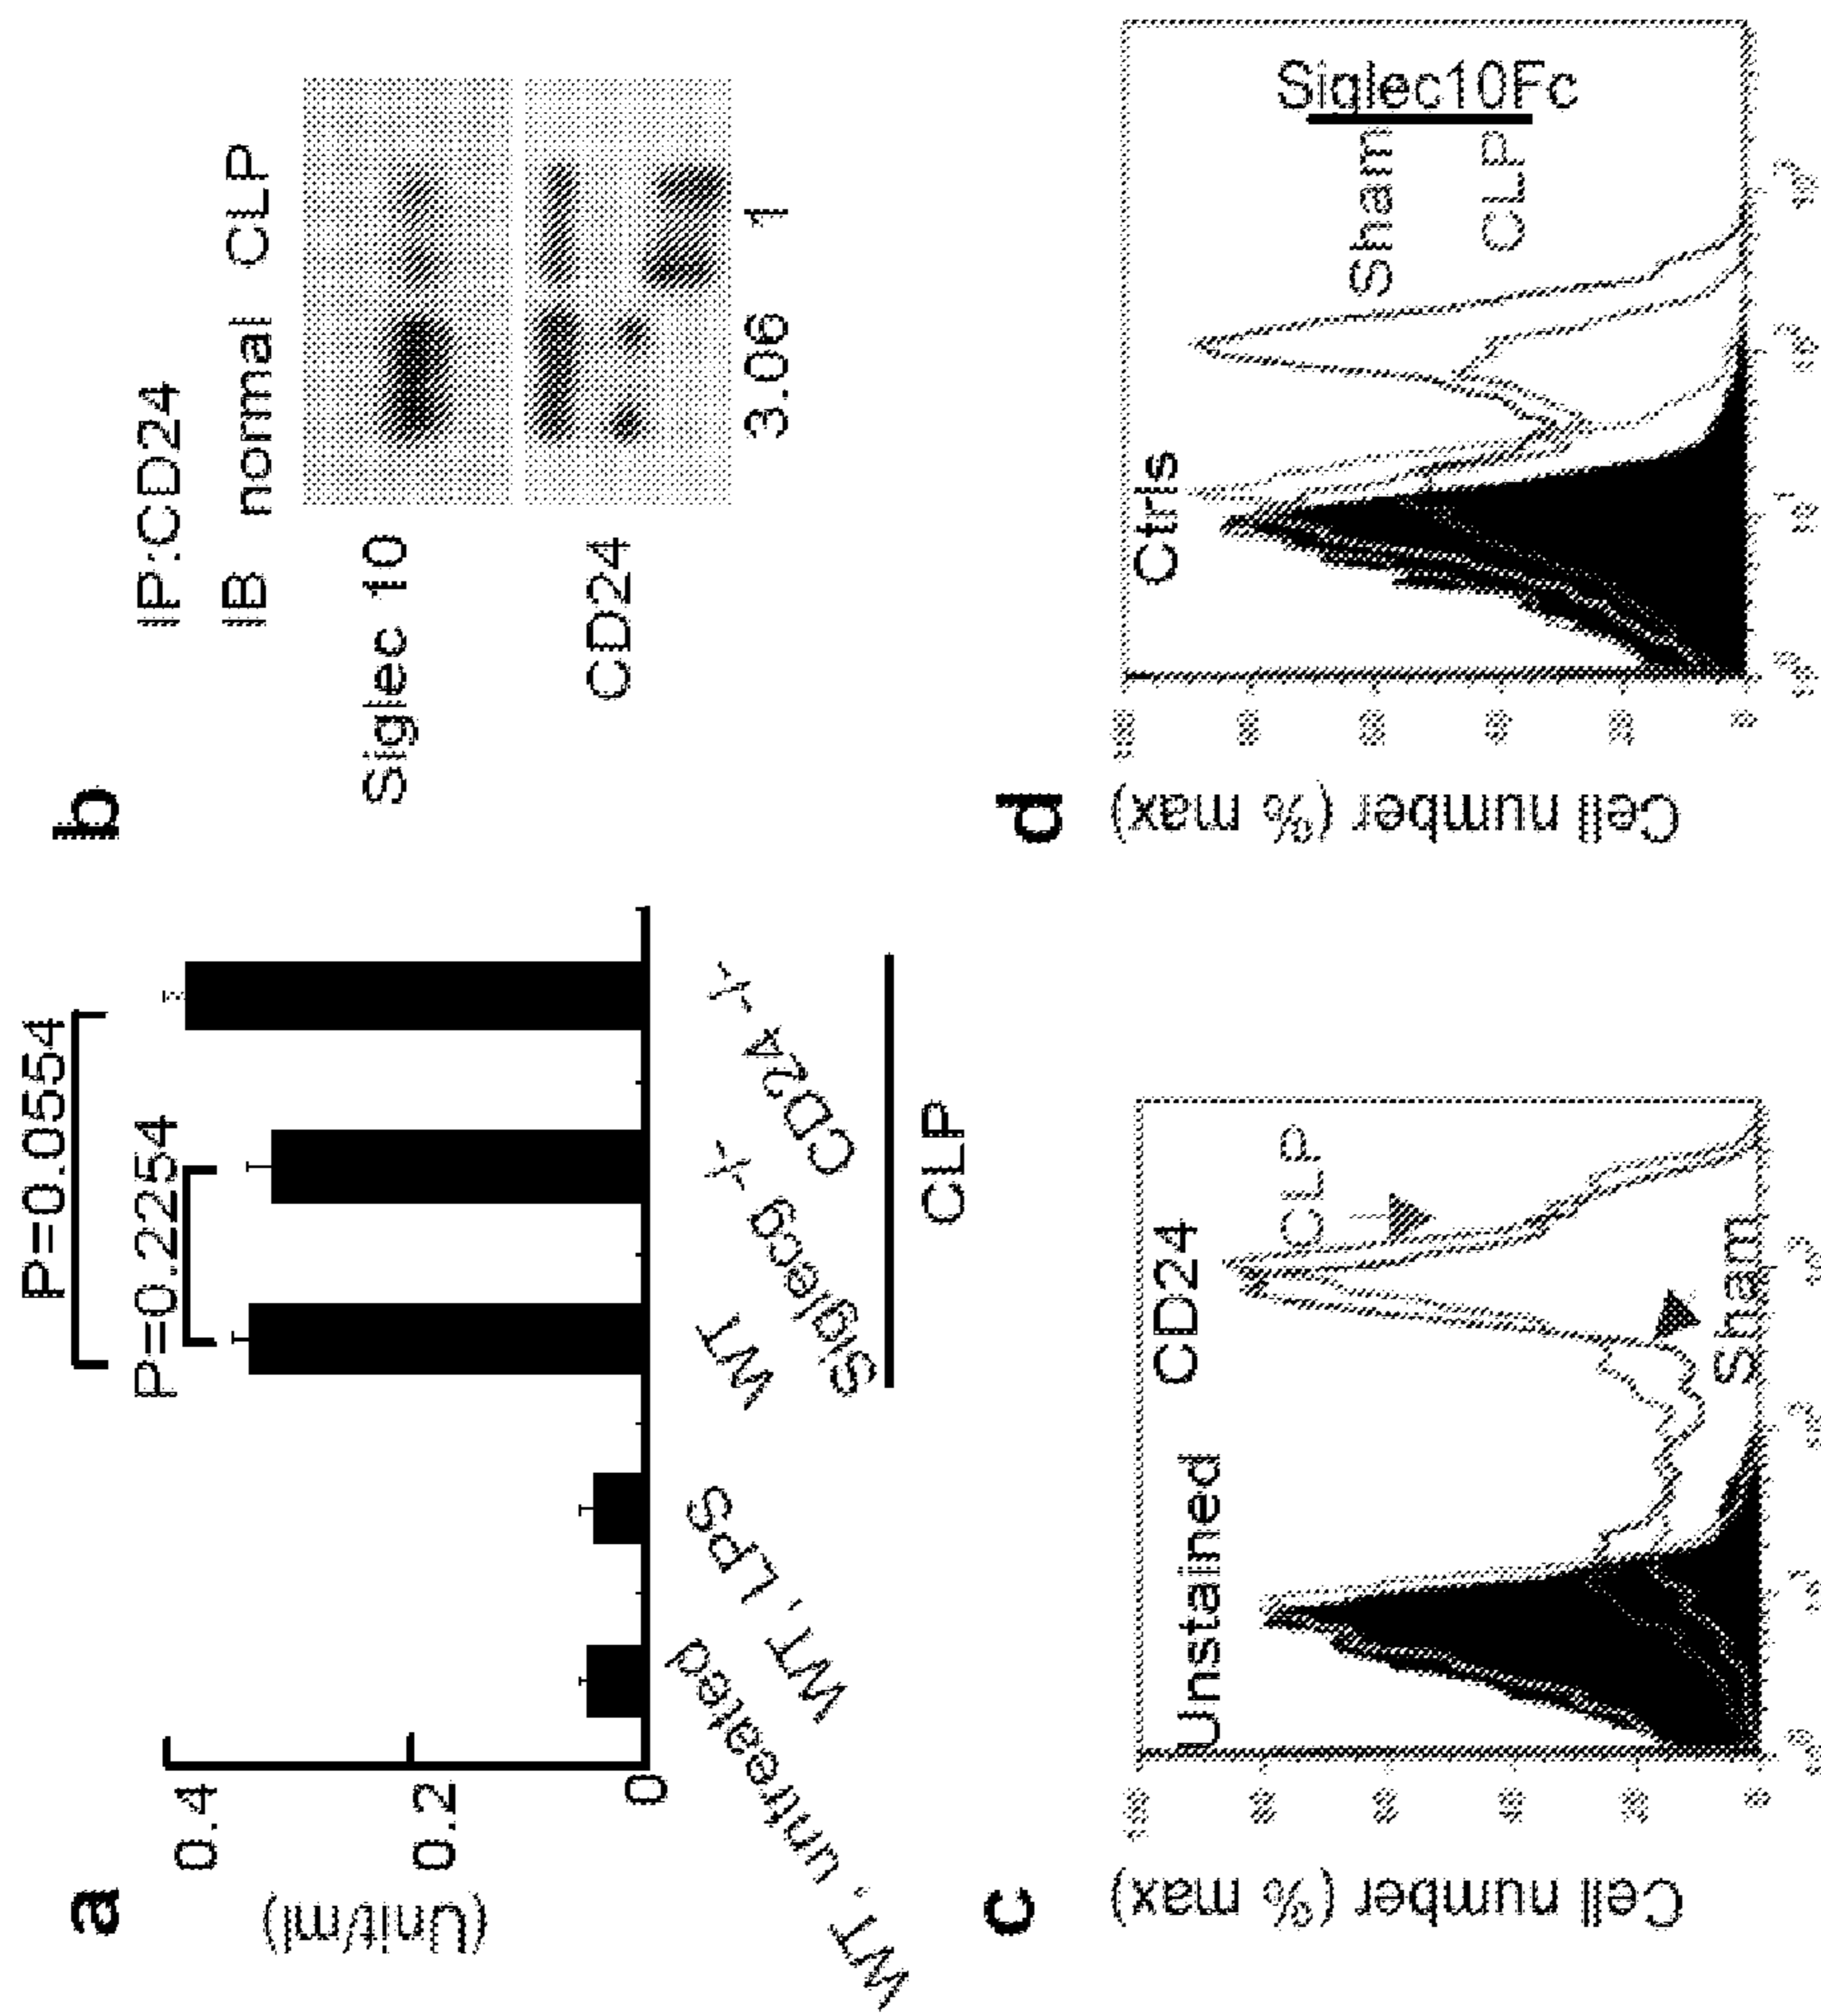 a
(Unit/ml)
0.4
0.2
0
P=0.0554
P=0.2254
WT, untreated
WT, LPS
WT
Siglecg -/-
CD24 -/-
CLP
b
IP:CD24
IB normal CLP
Siglec 10
CD24
3.06 1
c
Cell number (% max)
Unstained
CD24
CLP
Sham
d
Cell number (% max)
Ctrls
Siglec10Fc
Sham
CLP